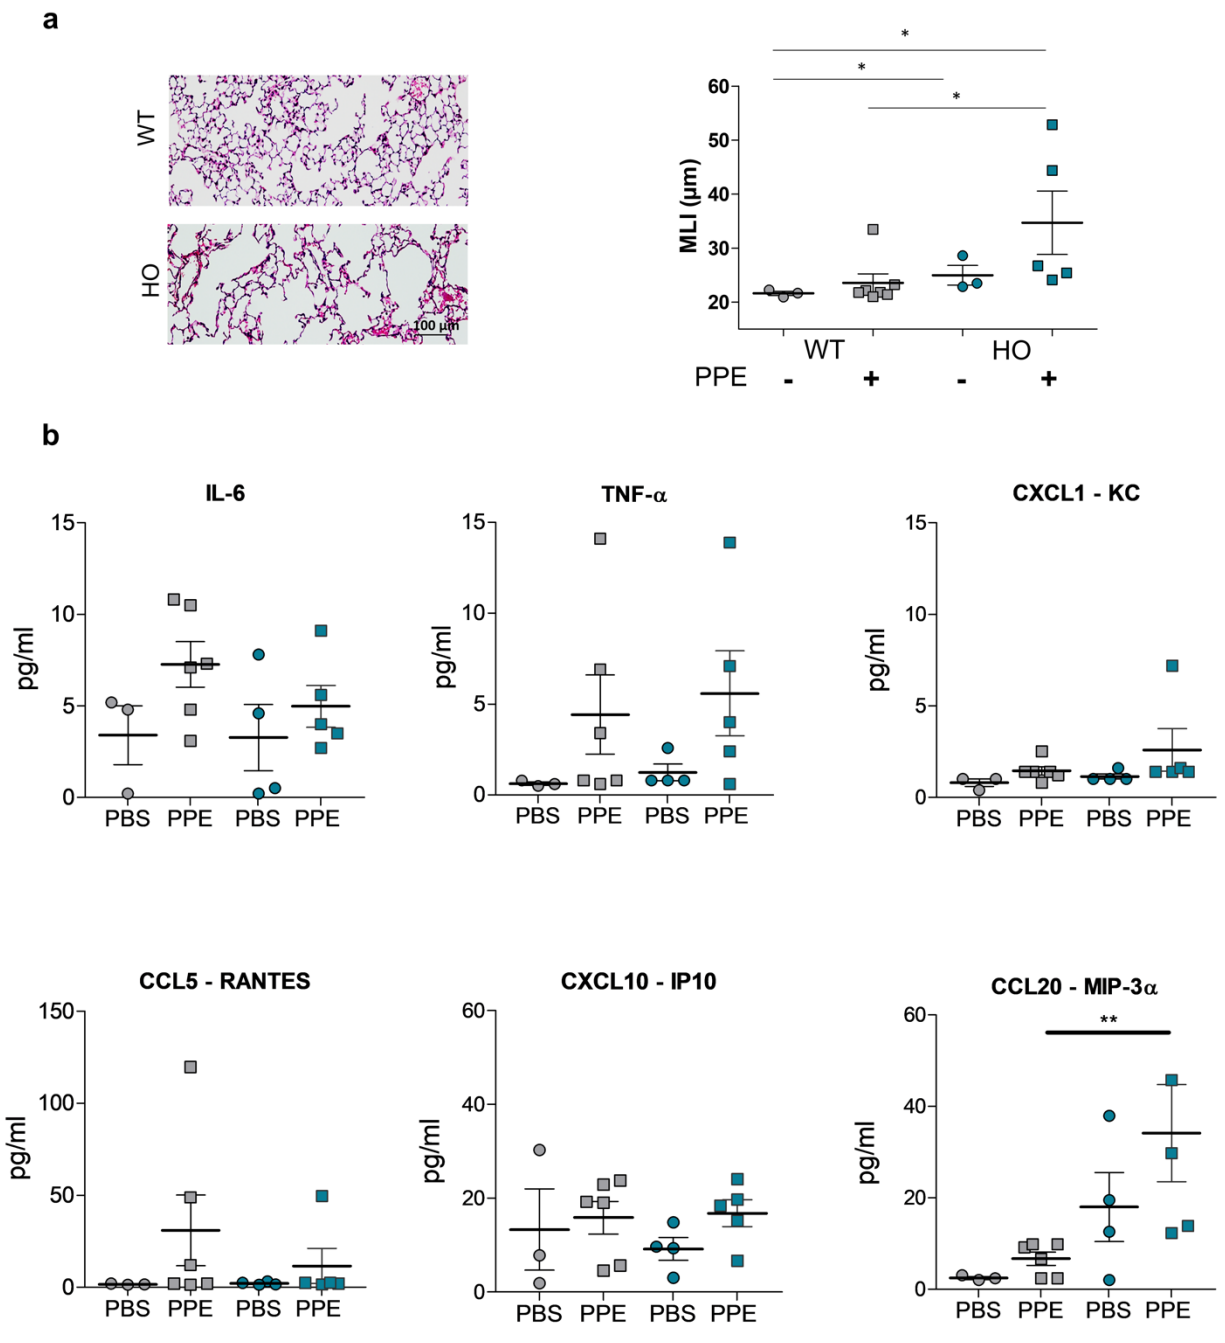 a
WT
HO
100 µm
*
*
*
MLI (µm)
60
50
40
30
20
WT HO
PPE - + - +
b
IL-6
pg/ml
15
10
5
0
PBS PPE PBS PPE
TNF-α
pg/ml
15
10
5
0
PBS PPE PBS PPE
CXCL1 - KC
pg/ml
15
10
5
0
PBS PPE PBS PPE
CCL5 - RANTES
pg/ml
150
100
50
0
PBS PPE PBS PPE
CXCL10 - IP10
pg/ml
60
40
20
0
PBS PPE PBS PPE
CCL20 - MIP-3α
**
pg/ml
60
40
20
0
PBS PPE PBS PPE